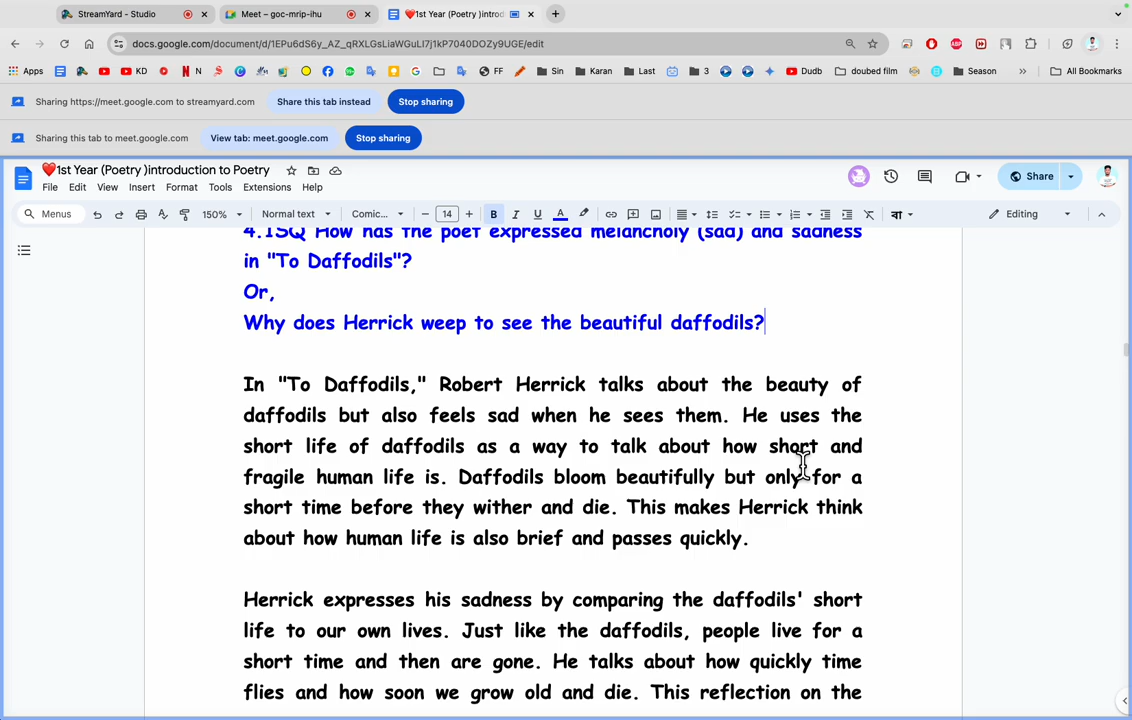 StreamYard - Studio
Meet – goc-mrip-ihu
❤️1st Year (Poetry )introd
docs.google.com/document/d/1EPu6dS6y_AZ_qRXLGsLiaWGuLI7j1kP7040DOZy9UGE/edit
Apps
KD
N
FF
Sin
Karan
Last
3
Dudb
doubed film
Season
All Bookmarks
Sharing https://meet.google.com to streamyard.com
Share this tab instead
Stop sharing
Sharing this tab to meet.google.com
View tab: meet.google.com
Stop sharing
❤️1st Year (Poetry )introduction to Poetry
File Edit View Insert Format Tools Extensions Help
Share
Menus
150%
Normal text
Comic...
14
B I U A
বা
Editing
4.ISQ How has the poet expressed melancholy (sad) and sadness
in "To Daffodils"?
Or,
Why does Herrick weep to see the beautiful daffodils?
In "To Daffodils," Robert Herrick talks about the beauty of
daffodils but also feels sad when he sees them. He uses the
short life of daffodils as a way to talk about how short and
fragile human life is. Daffodils bloom beautifully but only for a
short time before they wither and die. This makes Herrick think
about how human life is also brief and passes quickly.
Herrick expresses his sadness by comparing the daffodils' short
life to our own lives. Just like the daffodils, people live for a
short time and then are gone. He talks about how quickly time
flies and how soon we grow old and die. This reflection on the